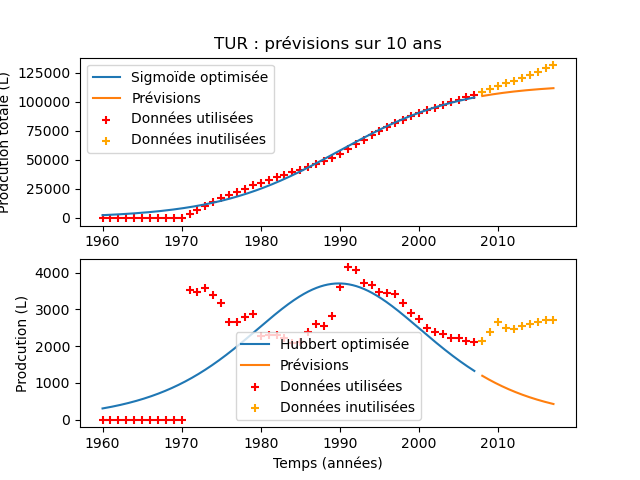 TUR : prévisions sur 10 ans
Prodcution totale (L)
125000
100000
75000
50000
25000
0
Sigmoïde optimisée
Prévisions
Données utilisées
Données inutilisées
1960 1970 1980 1990 2000 2010
Prodcution (L)
4000
3000
2000
1000
0
Hubbert optimisée
Prévisions
Données utilisées
Données inutilisées
1960 1970 1980 1990 2000 2010
Temps (années)